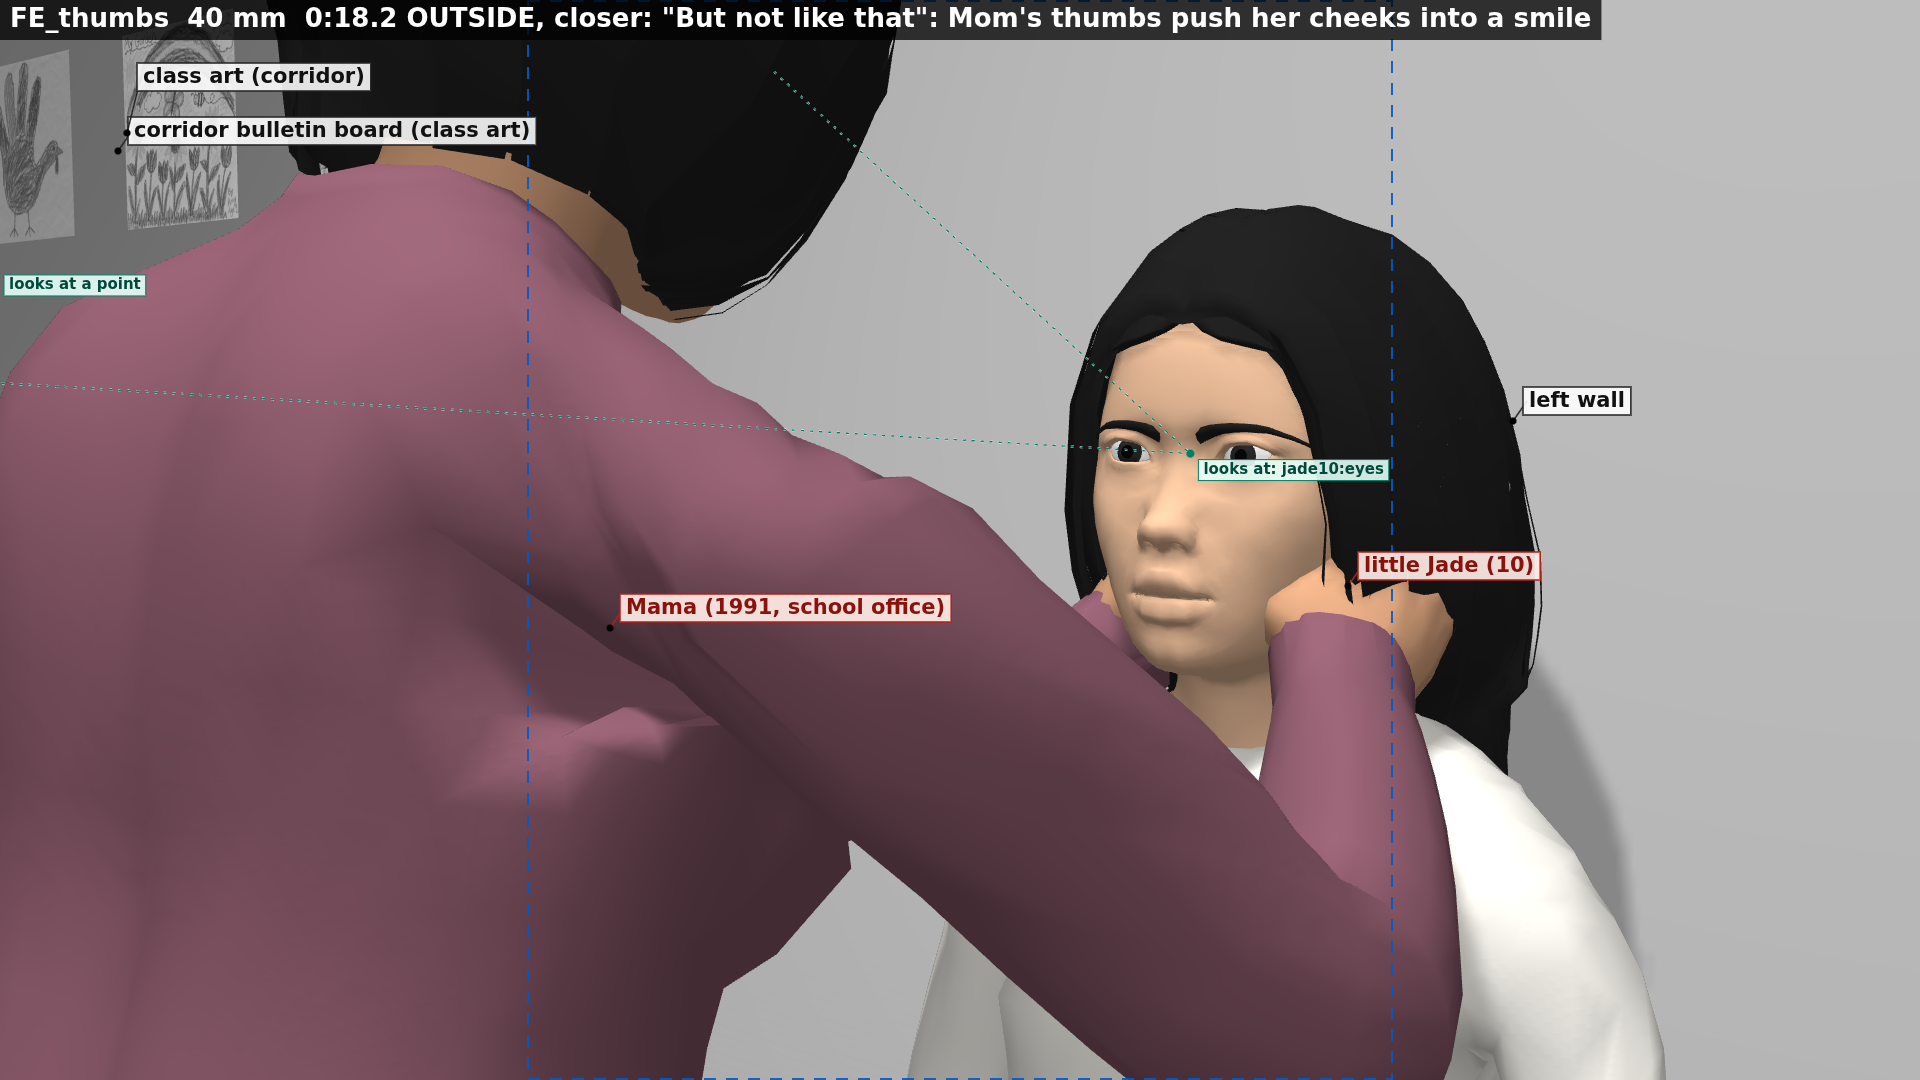 FE_thumbs 40 mm 0:18.2 OUTSIDE, closer: "But not like that": Mom's thumbs push her cheeks into a smile
class art (corridor)
corridor bulletin board (class art)
looks at a point
left wall
looks at: jade10:eyes
little Jade (10)
Mama (1991, school office)